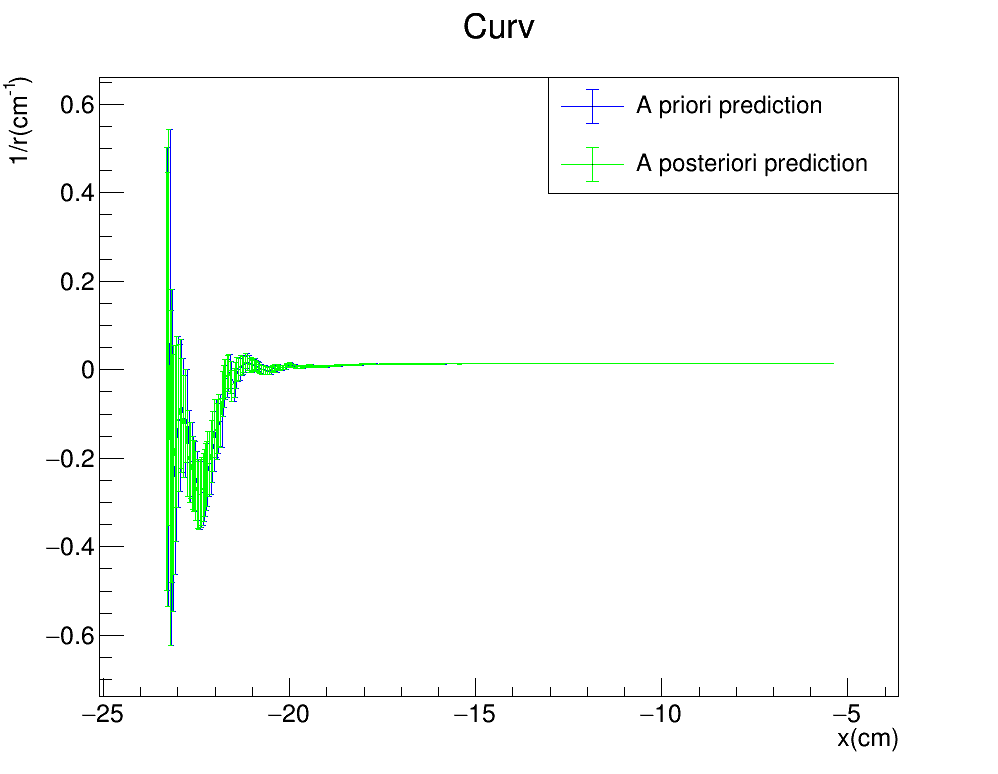 Curv
1/r(cm⁻¹)
A priori prediction
A posteriori prediction
0.6
0.4
0.2
0
−0.2
−0.4
−0.6
−25 −20 −15 −10 −5
x(cm)